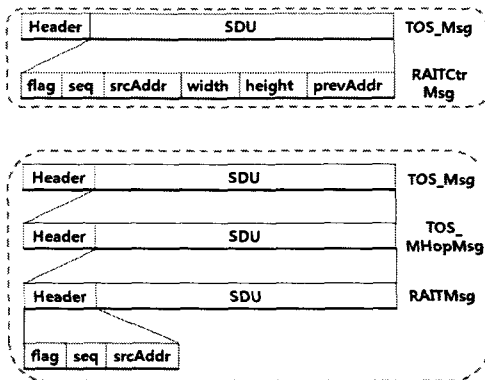 Header SDU TOS_Msg
flag seq srcAddr width height prevAddr RAITCtr
Msg
Header SDU TOS_Msg
Header SDU TOS_
MHopMsg
Header SDU RAITMsg
flag seq srcAddr